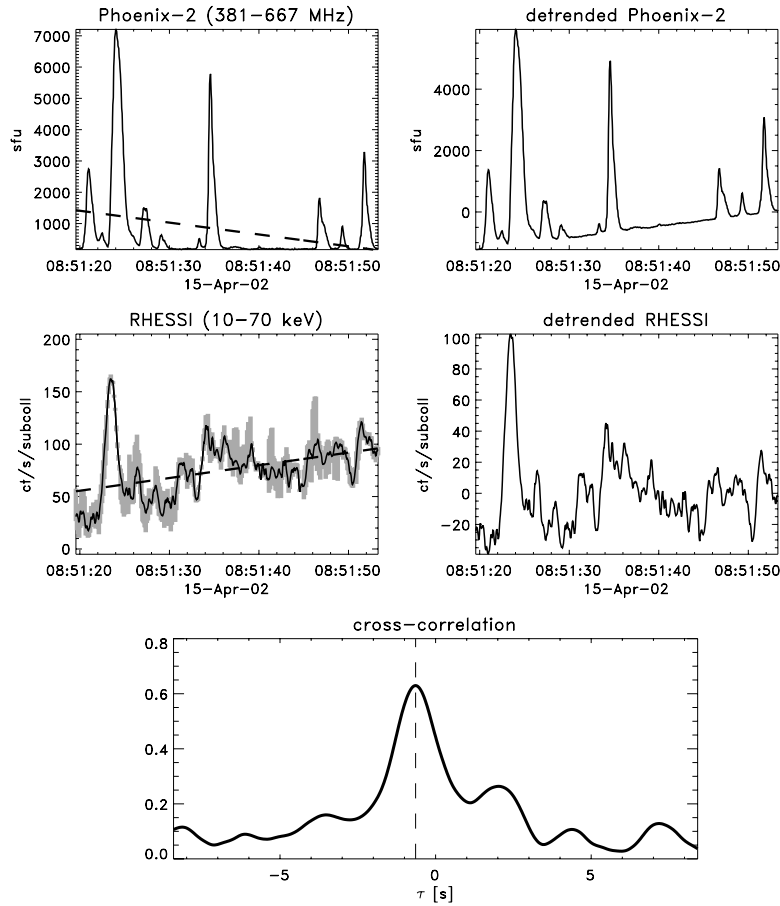 Phoenix-2 (381-667 MHz)
detrended Phoenix-2
7000
6000
5000
4000
3000
2000
1000
sfu
08:51:20 08:51:30 08:51:40 08:51:50
15-Apr-02
4000
2000
0
sfu
08:51:20 08:51:30 08:51:40 08:51:50
15-Apr-02
RHESSI (10-70 keV)
detrended RHESSI
200
150
100
50
0
ct/s/subcoll
08:51:20 08:51:30 08:51:40 08:51:50
15-Apr-02
100
80
60
40
20
0
-20
ct/s/subcoll
08:51:20 08:51:30 08:51:40 08:51:50
15-Apr-02
cross-correlation
0.8
0.6
0.4
0.2
0.0
-5 0 5
τ [s]